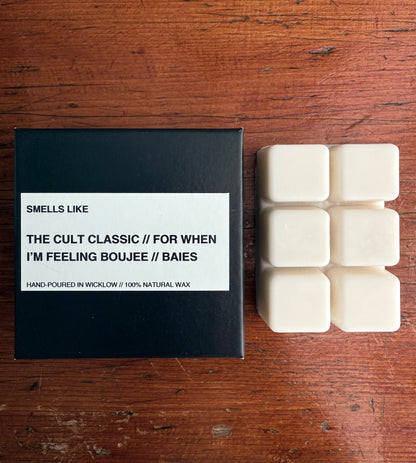 SMELLS LIKE
THE CULT CLASSIC // FOR WHEN
I'M FEELING BOUJEE // BAIES
HAND-POURED IN WICKLOW // 100% NATURAL WAX